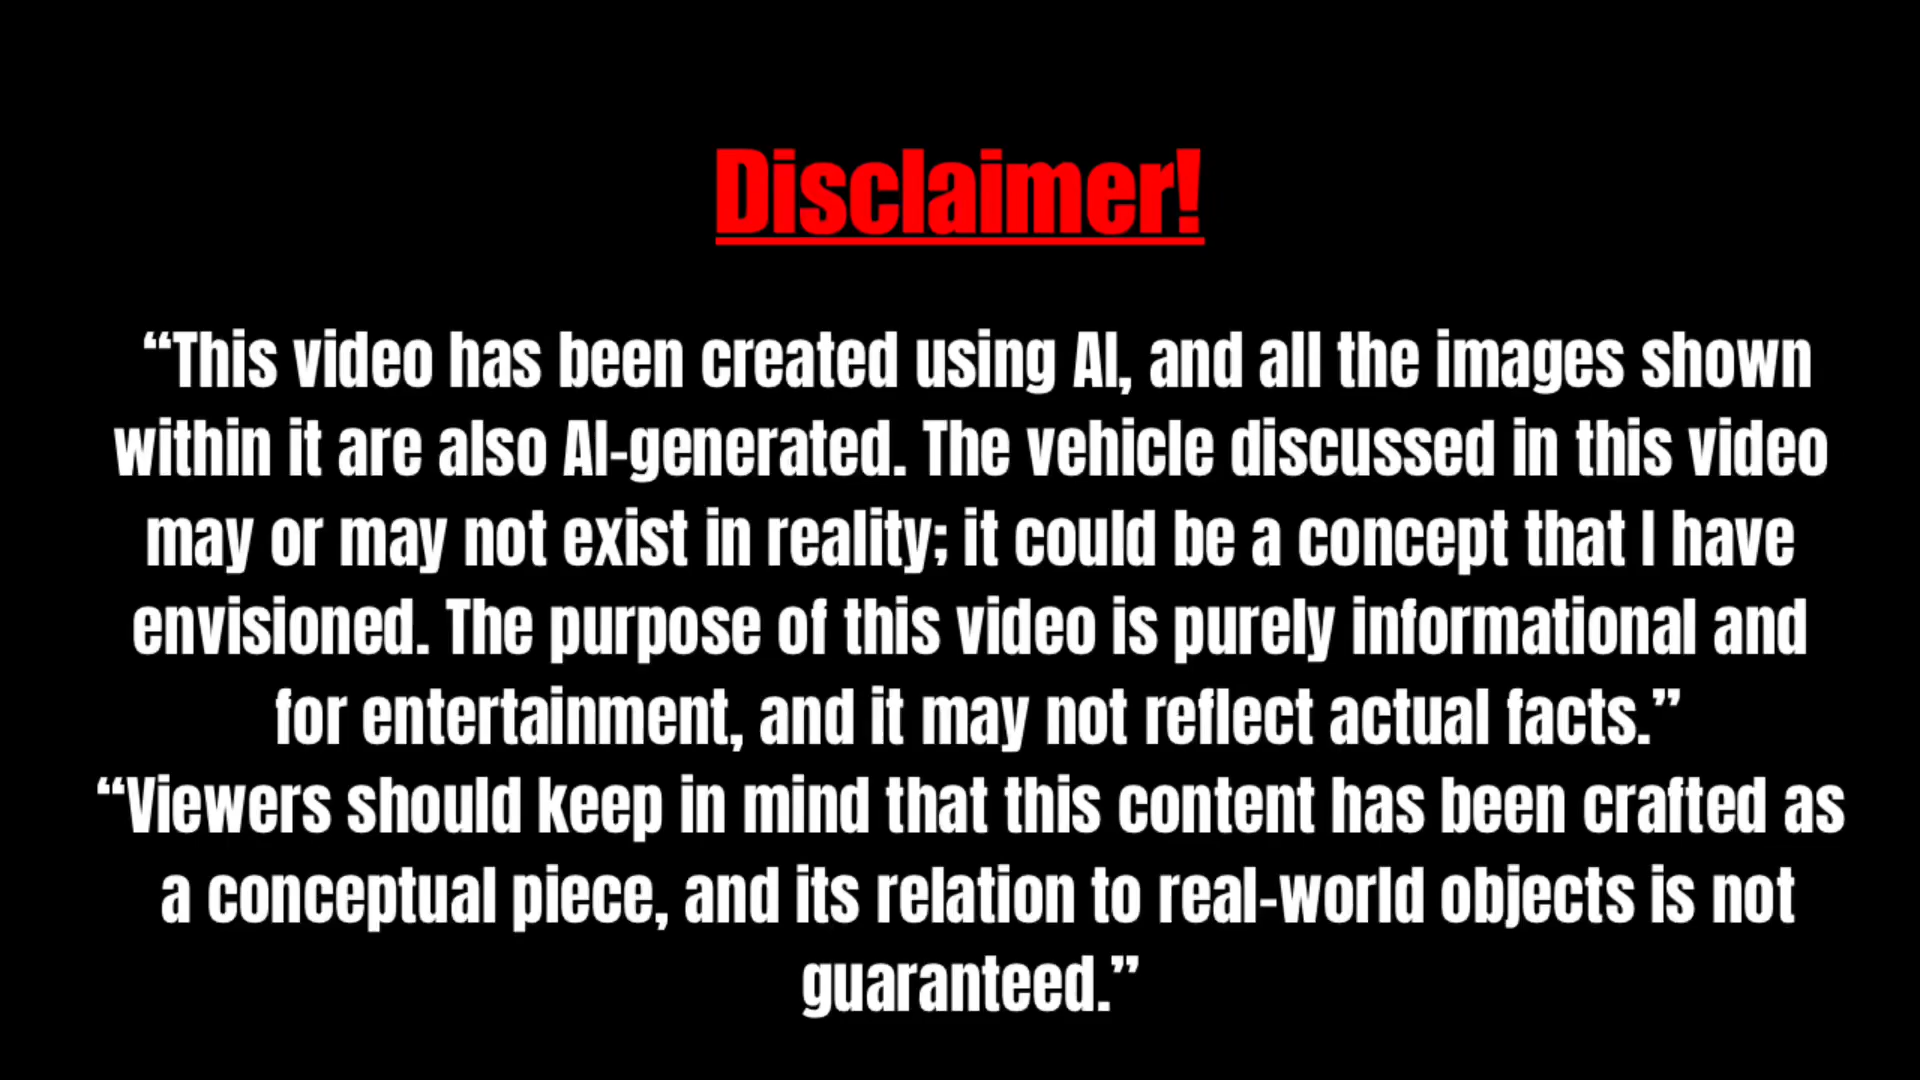 Disclaimer!
“This video has been created using AI, and all the images shown
within it are also AI-generated. The vehicle discussed in this video
may or may not exist in reality; it could be a concept that I have
envisioned. The purpose of this video is purely informational and
for entertainment, and it may not reflect actual facts.”
“Viewers should keep in mind that this content has been crafted as
a conceptual piece, and its relation to real-world objects is not
guaranteed.”